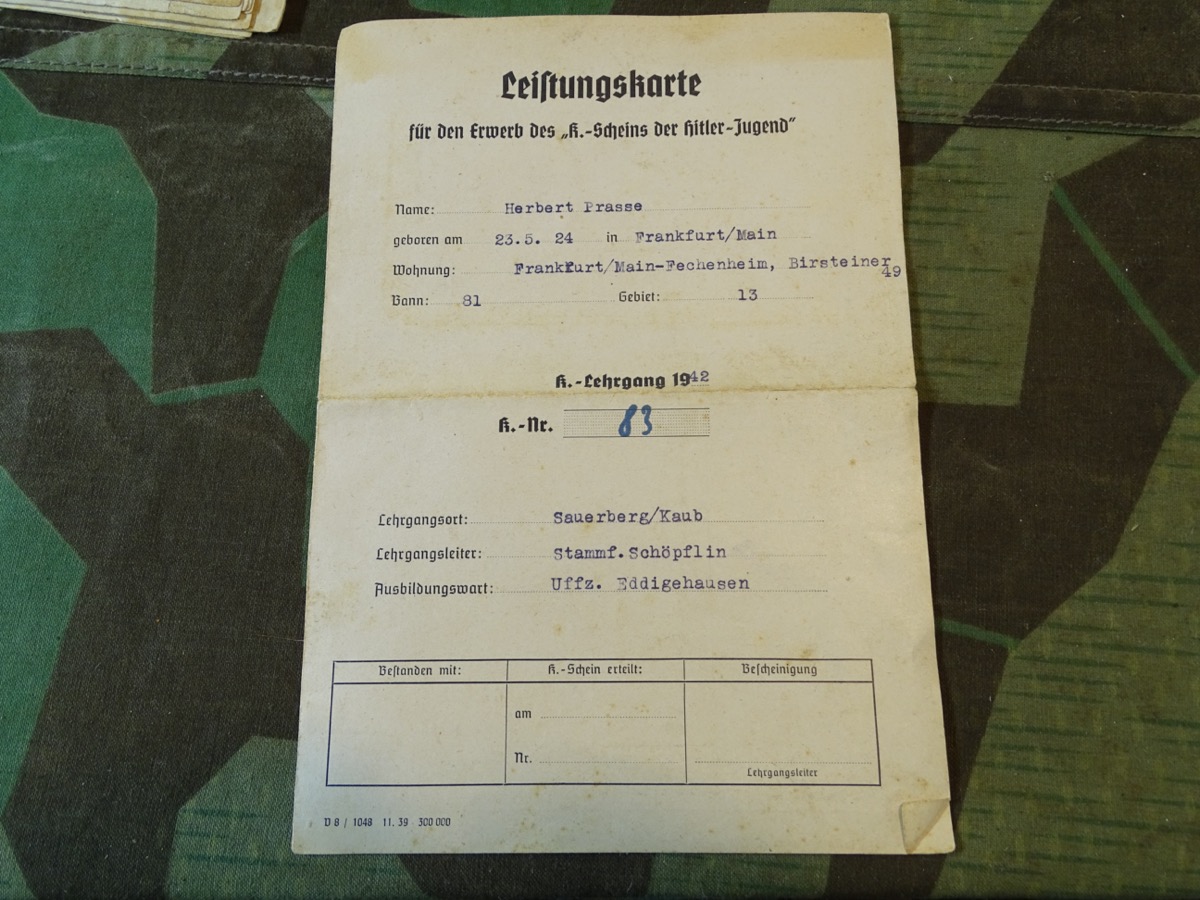 Leistungskarte
für den Erwerb des „K.-Scheins der Hitler-Jugend"
Name: Herbert Prasse
geboren am 23.5. 24 in Frankfurt/Main
Wohnung: Frankfurt/Main-Fechenheim, Birsteiner 49
Bann: 81 Gebiet: 13
K.-Lehrgang 1942
K.-Nr. 83
Lehrgangsort: Sauerberg/Kaub
Lehrgangsleiter: Stammf.Schöpflin
Ausbildungswart: Uffz. Eddigehausen
Bestanden mit: K.-Schein erteilt: Bescheinigung
am
Nr.
Lehrgangsleiter
D 8 / 1048 11. 39 300 000